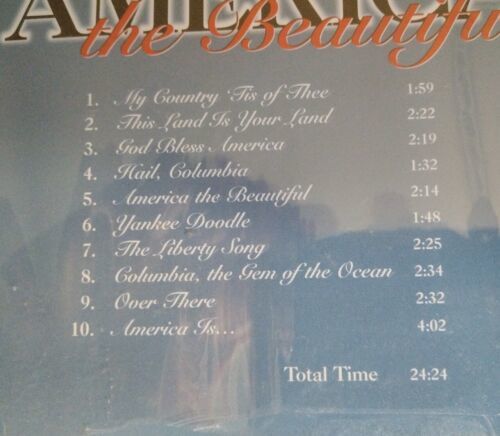 AMERICA
the Beautiful
1. My Country 'Tis of Thee 1:59
2. This Land Is Your Land 2:22
3. God Bless America 2:19
4. Hail, Columbia 1:32
5. America the Beautiful 2:14
6. Yankee Doodle 1:48
7. The Liberty Song 2:25
8. Columbia, the Gem of the Ocean 2:34
9. Over There 2:32
10. America Is... 4:02
Total Time 24:24